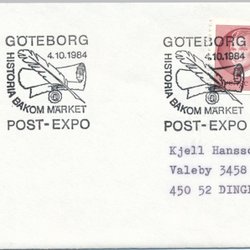 GÖTEBORG
4.10.1984
HISTORIA BAKOM MÄRKET
POST-EXPO
GÖTEBORG
4.10.1984
HISTORIA BAKOM MÄRKET
POST-EXPO
Kjell Hansso
Valeby 3458
450 52 DINGL